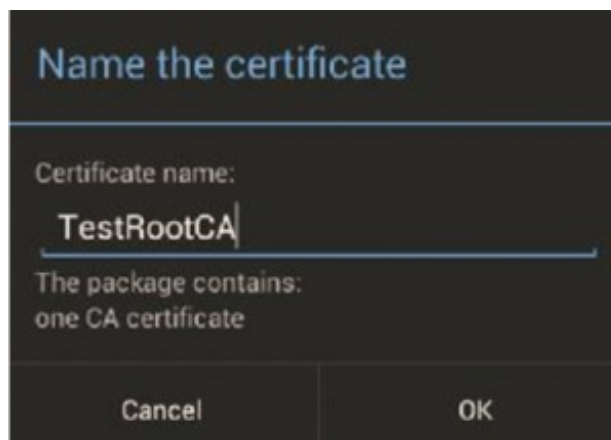 Name the certificate
Certificate name:
TestRootCA
The package contains:
one CA certificate
Cancel
OK